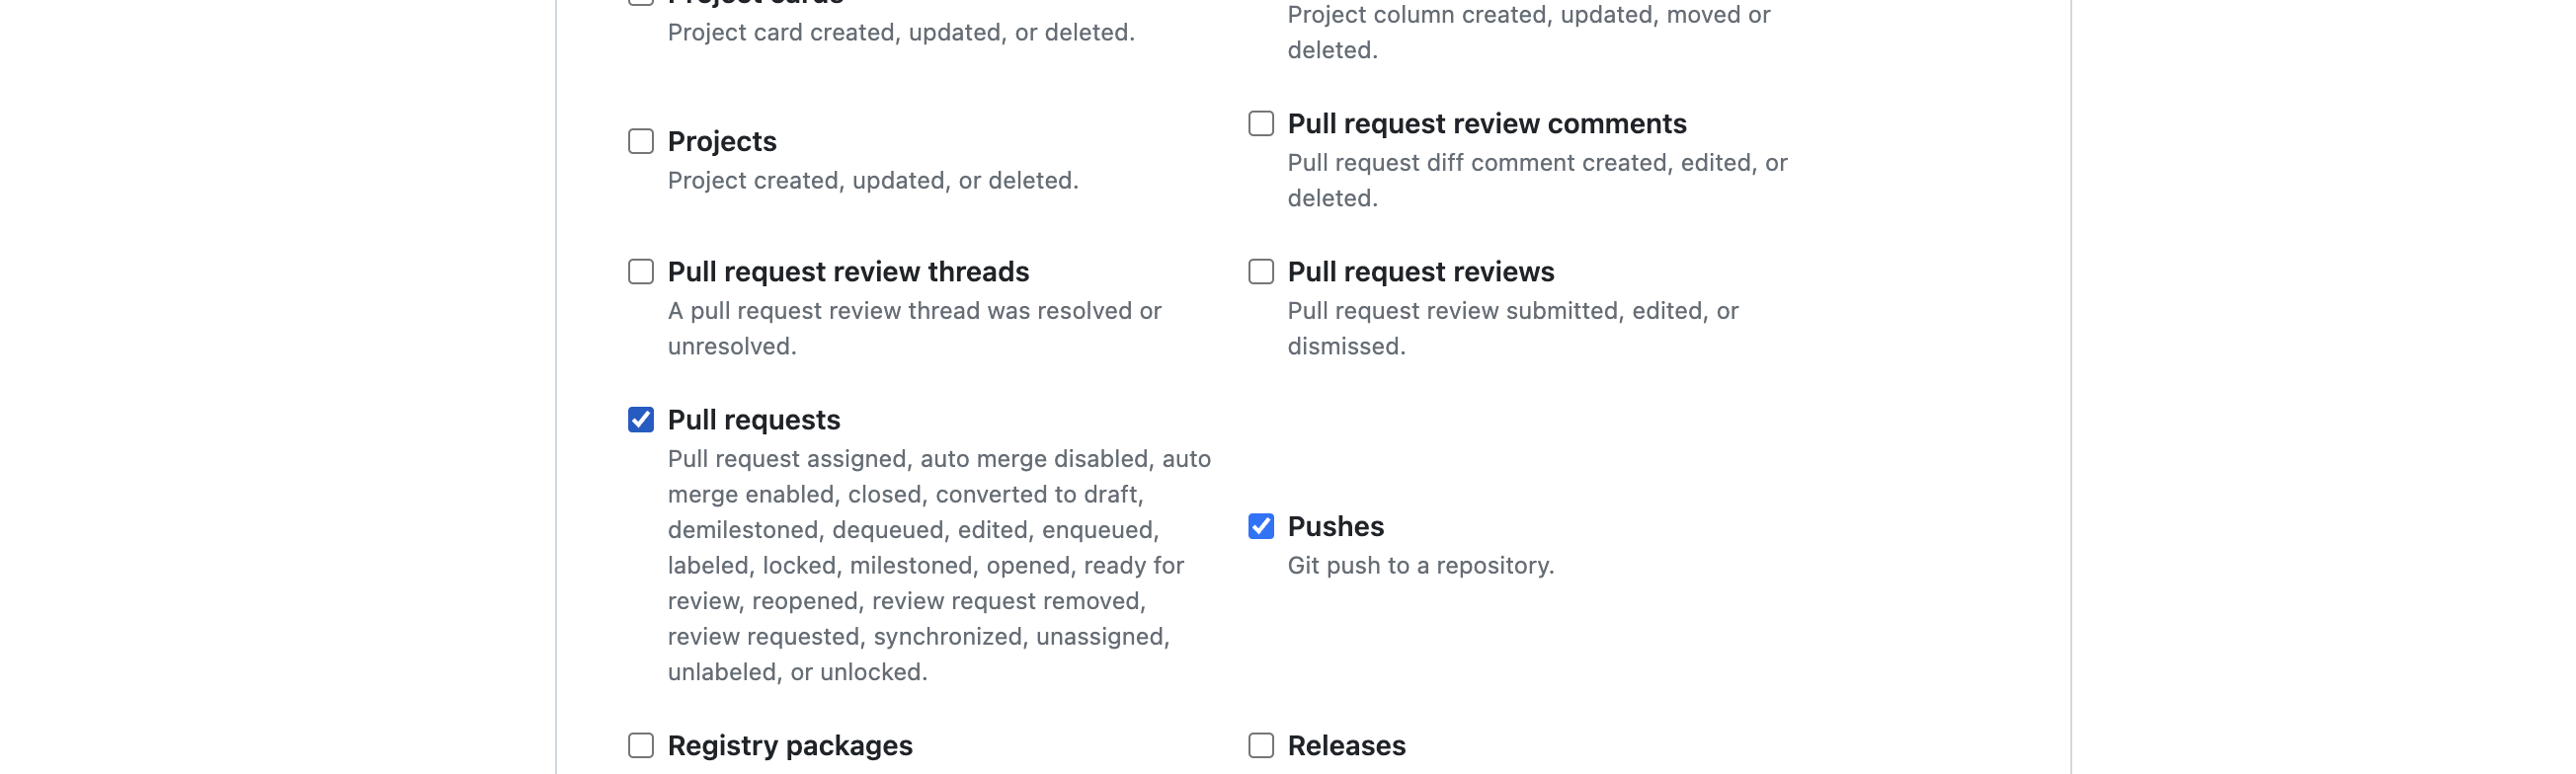 Project cards
Project card created, updated, or deleted.
Project column created, updated, moved or
deleted.
Projects
Project created, updated, or deleted.
Pull request review comments
Pull request diff comment created, edited, or
deleted.
Pull request review threads
A pull request review thread was resolved or
unresolved.
Pull request reviews
Pull request review submitted, edited, or
dismissed.
Pull requests
Pull request assigned, auto merge disabled, auto
merge enabled, closed, converted to draft,
demilestoned, dequeued, edited, enqueued,
labeled, locked, milestoned, opened, ready for
review, reopened, review request removed,
review requested, synchronized, unassigned,
unlabeled, or unlocked.
Pushes
Git push to a repository.
Registry packages
Releases